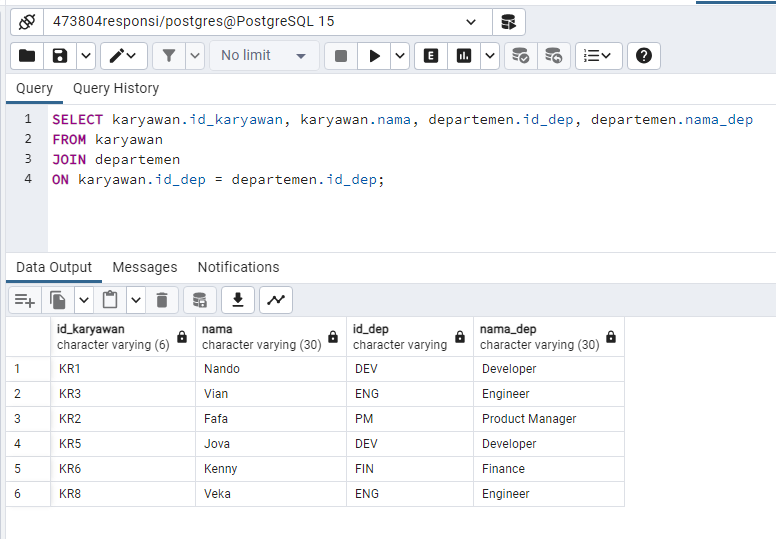 473804responsi/postgres@PostgreSQL 15
No limit
E
Query Query History
1 SELECT karyawan.id_karyawan, karyawan.nama, departemen.id_dep, departemen.nama_dep
2 FROM karyawan
3 JOIN departemen
4 ON karyawan.id_dep = departemen.id_dep;
Data Output Messages Notifications
id_karyawan nama id_dep nama_dep
character varying (6) character varying (30) character varying character varying (30)
1 KR1 Nando DEV Developer
2 KR3 Vian ENG Engineer
3 KR2 Fafa PM Product Manager
4 KR5 Jova DEV Developer
5 KR6 Kenny FIN Finance
6 KR8 Veka ENG Engineer